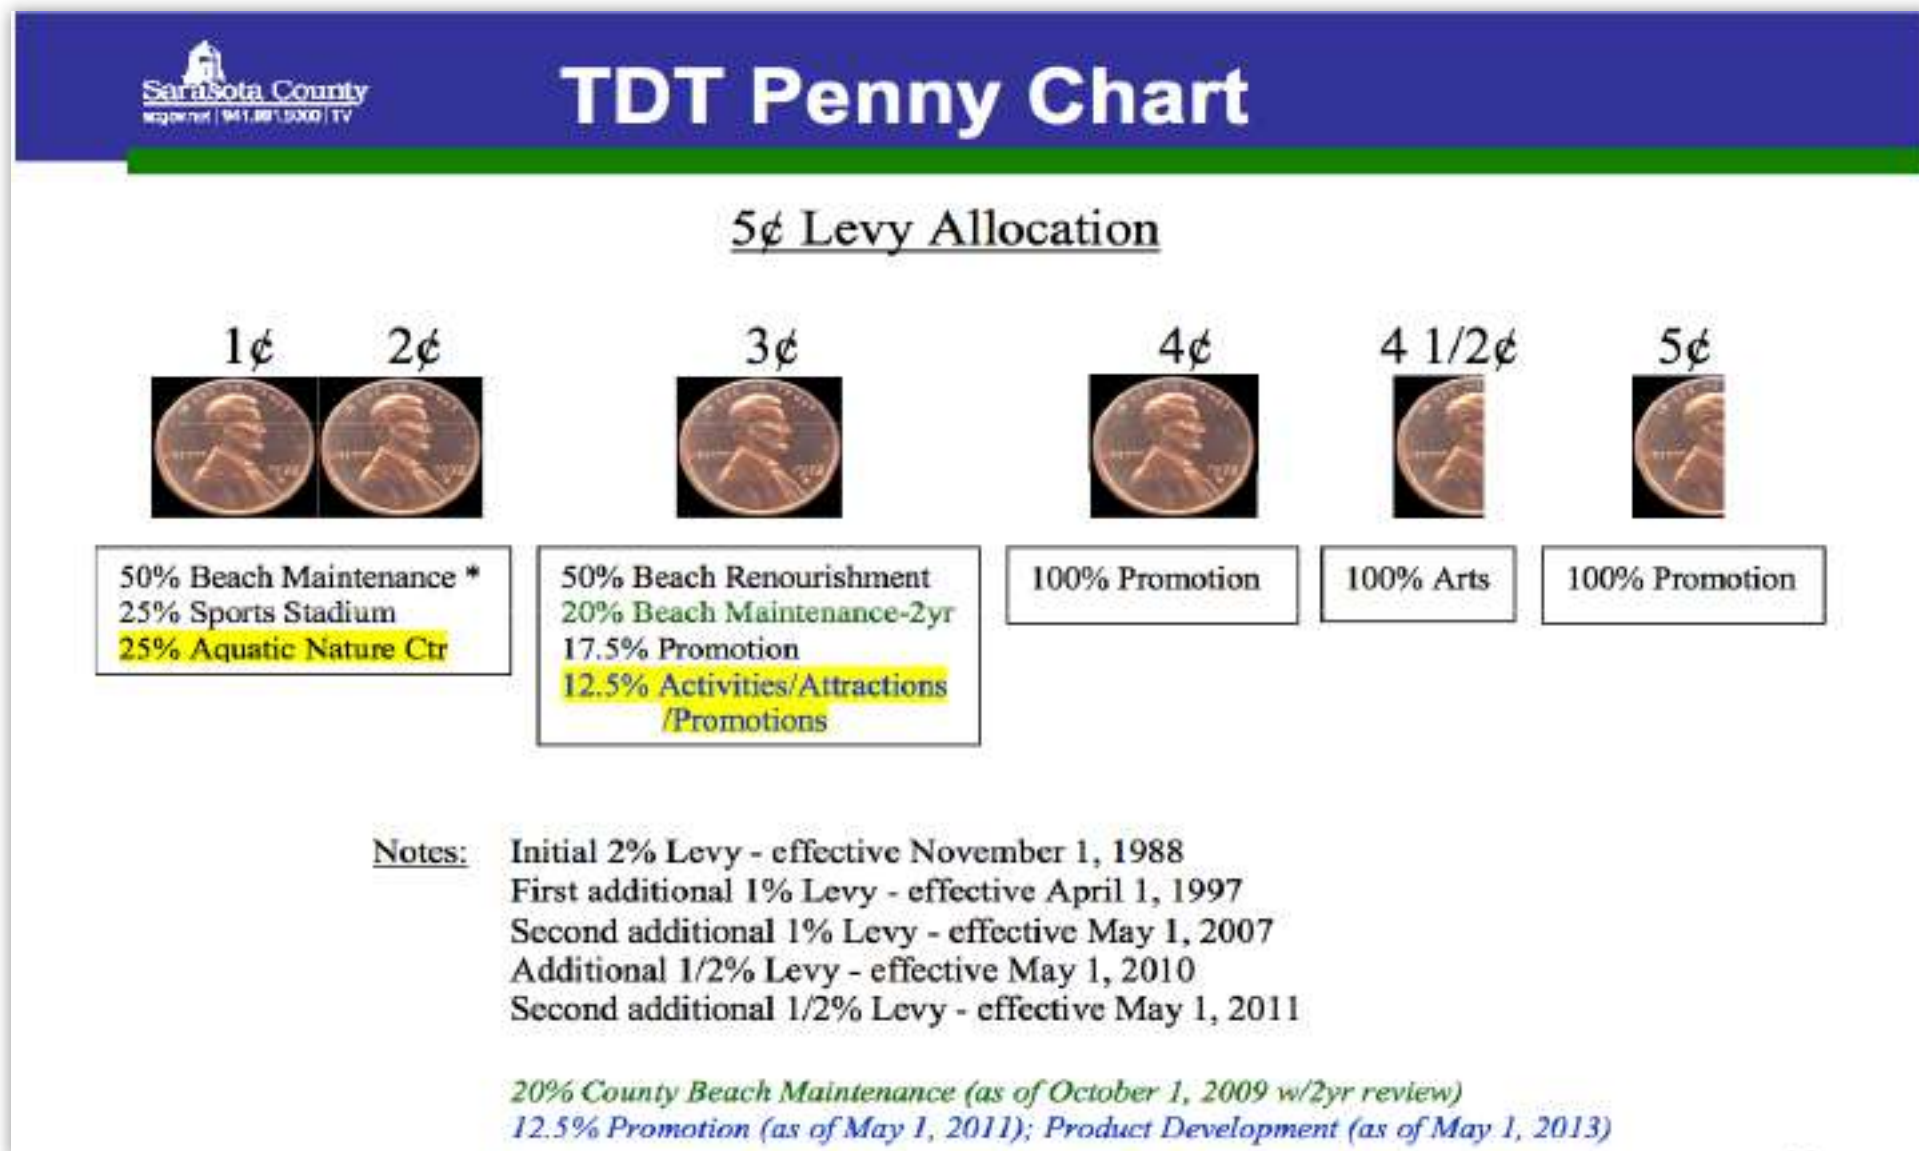 Sarasota County
TDT Penny Chart
5¢ Levy Allocation
1¢
2¢
3¢
4¢
4 1/2¢
5¢
50% Beach Maintenance *
25% Sports Stadium
25% Aquatic Nature Ctr
50% Beach Renourishment
20% Beach Maintenance-2yr
17.5% Promotion
12.5% Activities/Attractions
/Promotions
100% Promotion
100% Arts
100% Promotion
Notes:
Initial 2% Levy - effective November 1, 1988
First additional 1% Levy - effective April 1, 1997
Second additional 1% Levy - effective May 1, 2007
Additional 1/2% Levy - effective May 1, 2010
Second additional 1/2% Levy - effective May 1, 2011
20% County Beach Maintenance (as of October 1, 2009 w/2yr review)
12.5% Promotion (as of May 1, 2011); Product Development (as of May 1, 2013)